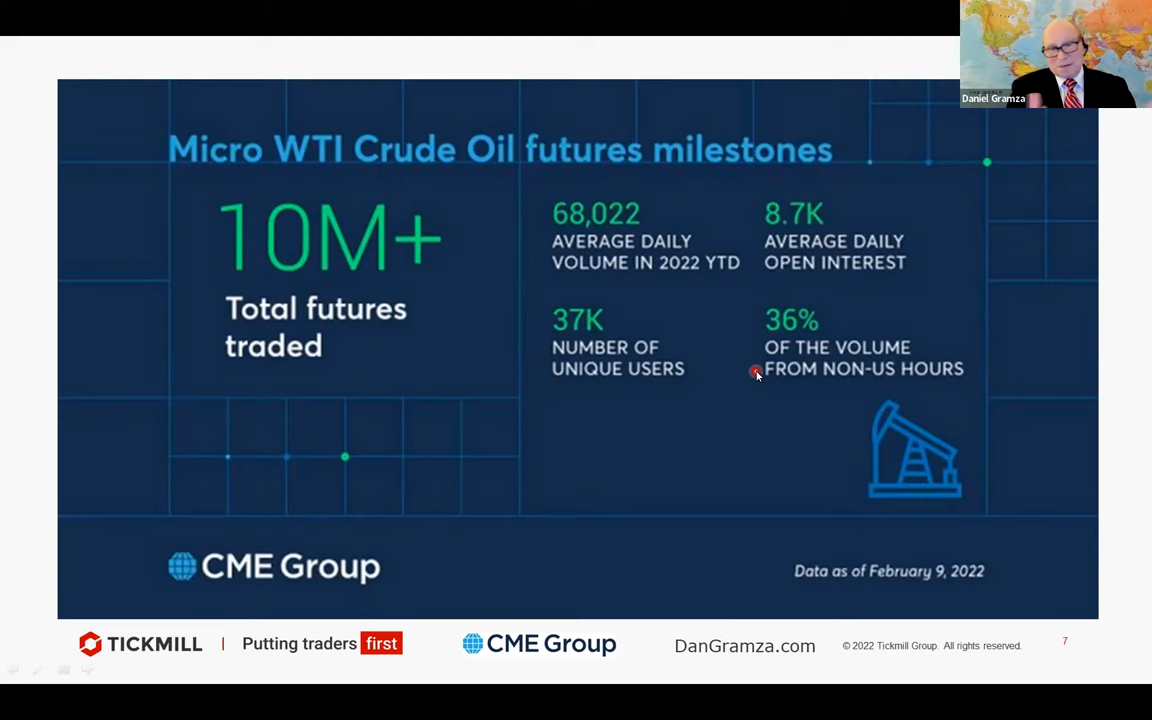 Daniel Gramza
Micro WTI Crude Oil futures milestones
10M+
Total futures
traded
68,022
AVERAGE DAILY
VOLUME IN 2022 YTD
8.7K
AVERAGE DAILY
OPEN INTEREST
37K
NUMBER OF
UNIQUE USERS
36%
OF THE VOLUME
FROM NON-US HOURS
CME Group
Data as of February 9, 2022
TICKMILL | Putting traders first
CME Group
DanGramza.com
© 2022 Tickmill Group. All rights reserved.
7